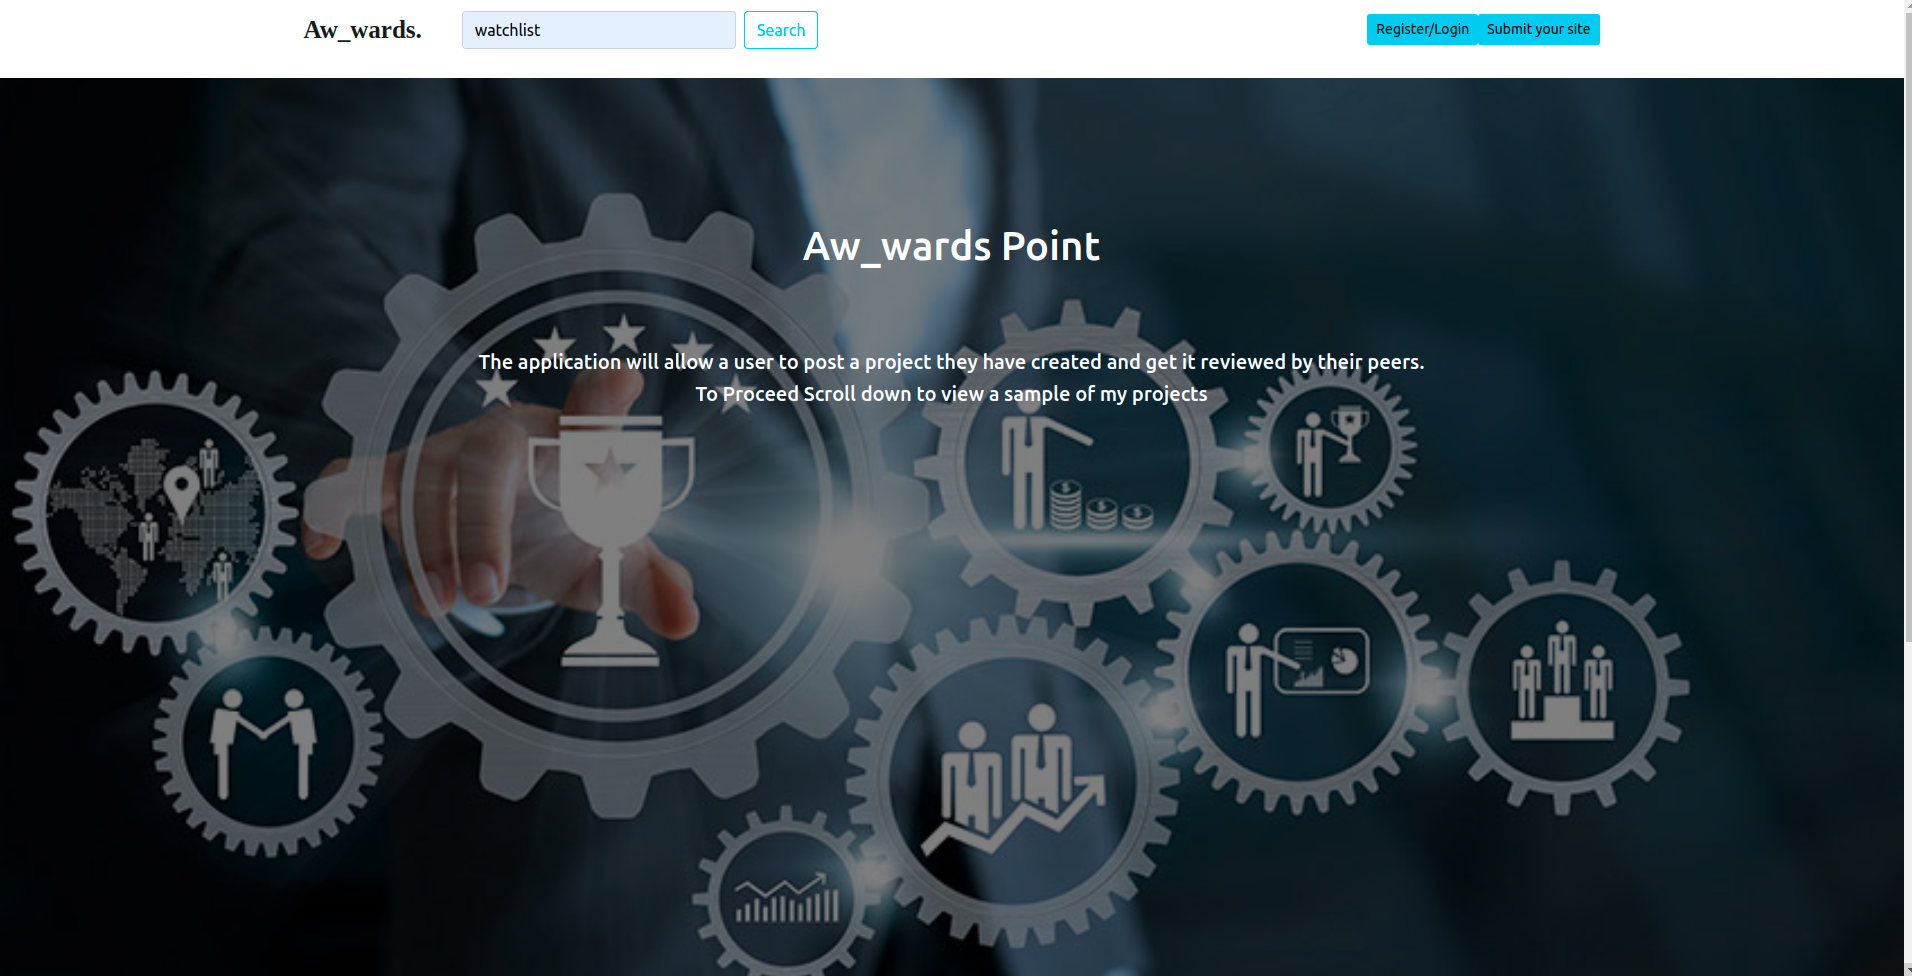 Aw_wards.
watchlist
Search
Register/Login
Submit your site
Aw_wards Point
The application will allow a user to post a project they have created and get it reviewed by their peers.
To Proceed Scroll down to view a sample of my projects
$
$
$